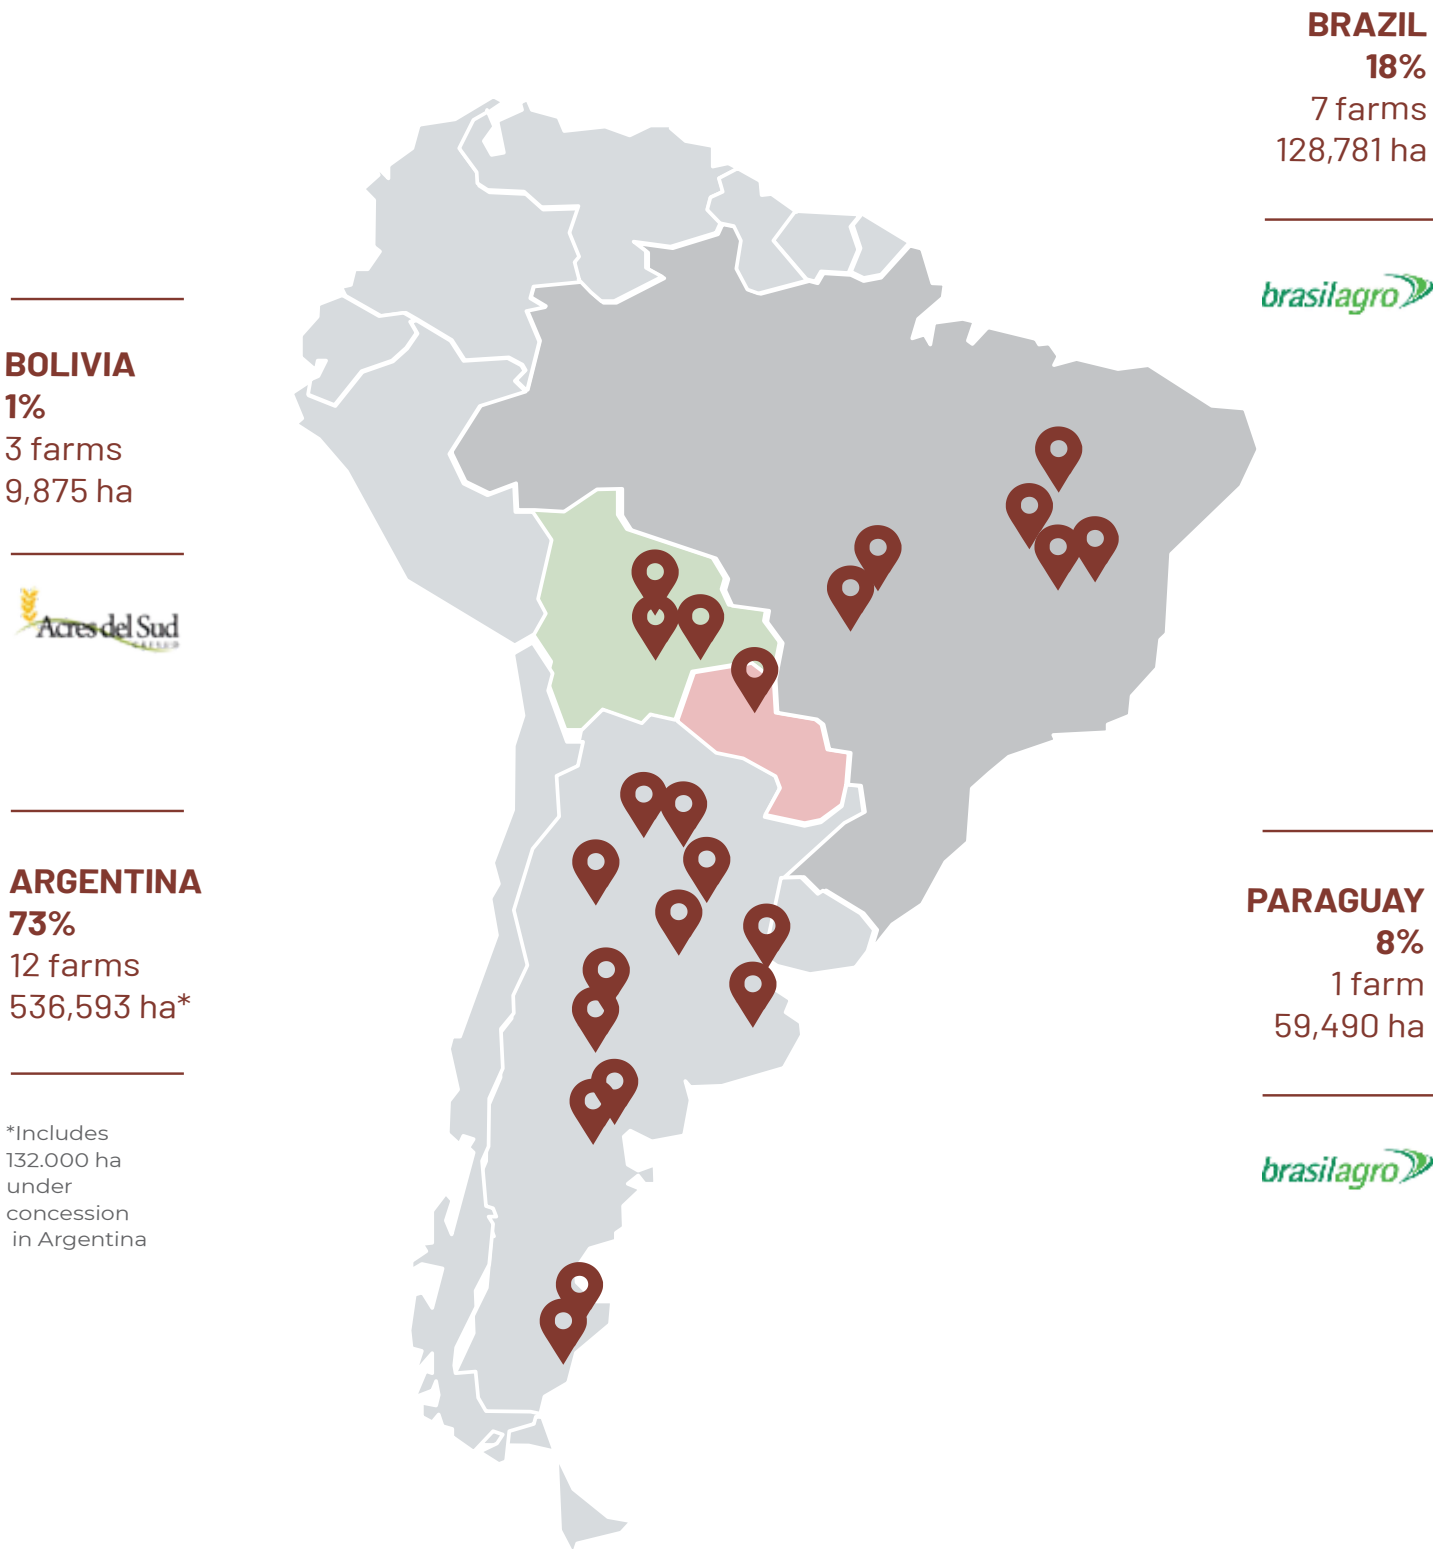 BRAZIL
18%
7 farms
128,781 ha
brasilagro
BOLIVIA
1%
3 farms
9,875 ha
Acres del Sud
CRESUD
ARGENTINA
73%
12 farms
536,593 ha*
*Includes
132.000 ha
under
concession
in Argentina
PARAGUAY
8%
1 farm
59,490 ha
brasilagro